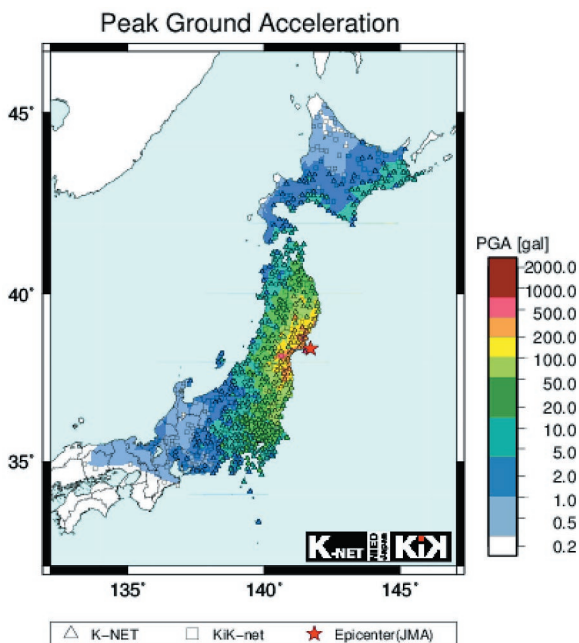 Peak Ground Acceleration
45˚
40˚
35˚
135˚
140˚
145˚
PGA [gal]
2000.0
1000.0
500.0
200.0
100.0
50.0
20.0
10.0
5.0
2.0
1.0
0.5
0.2
K-NET
NIED
Japan
KiK
K-NET
KiK-net
Epicenter(JMA)